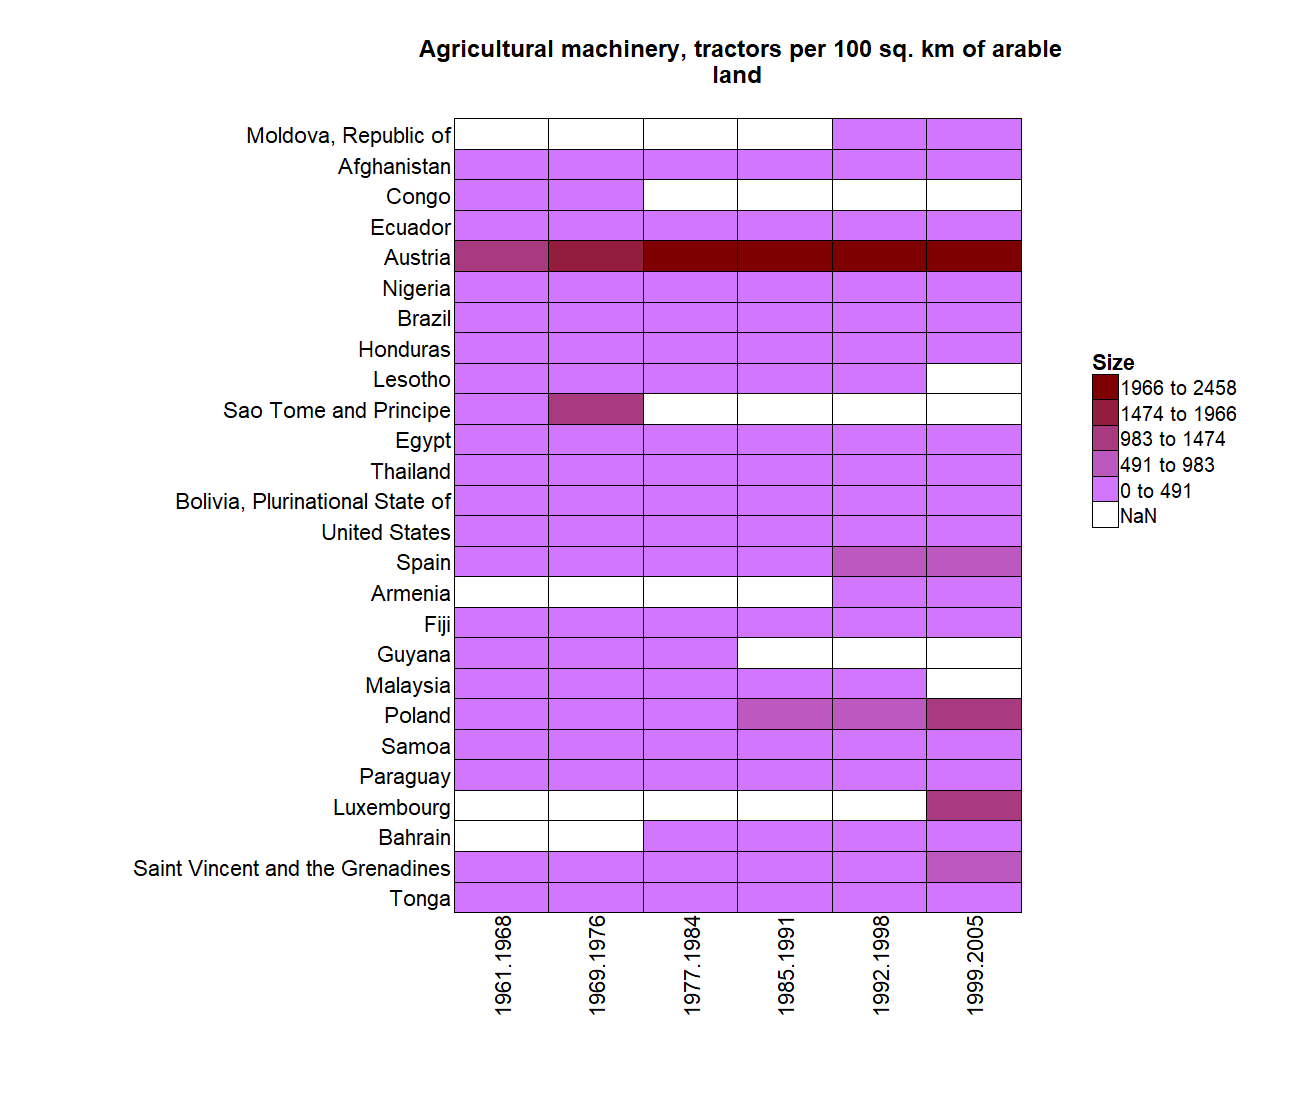 Agricultural machinery, tractors per 100 sq. km of arable
land
Moldova, Republic of
Afghanistan
Congo
Ecuador
Austria
Nigeria
Brazil
Honduras
Lesotho
Sao Tome and Principe
Egypt
Thailand
Bolivia, Plurinational State of
United States
Spain
Armenia
Fiji
Guyana
Malaysia
Poland
Samoa
Paraguay
Luxembourg
Bahrain
Saint Vincent and the Grenadines
Tonga
1961.1968
1969.1976
1977.1984
1985.1991
1992.1998
1999.2005
Size
1966 to 2458
1474 to 1966
983 to 1474
491 to 983
0 to 491
NaN